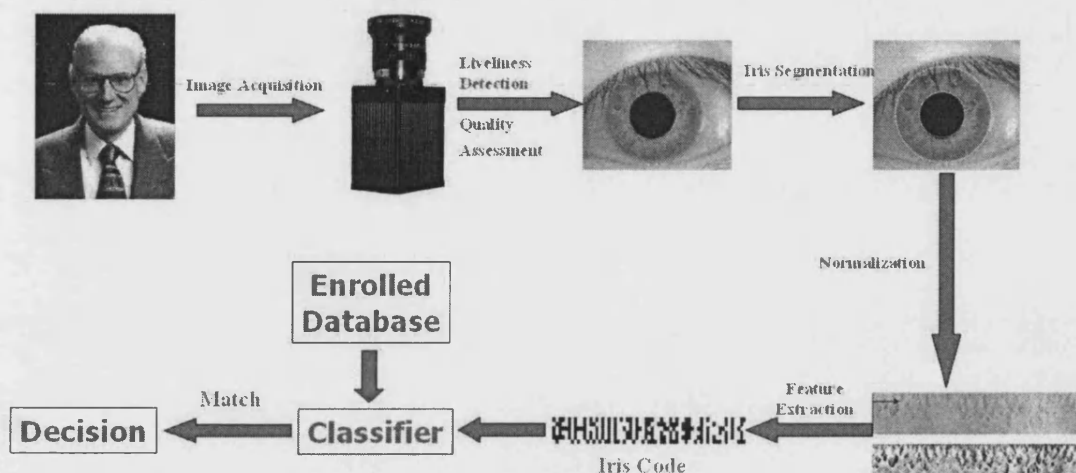 Image Acquisition
Liveliness
Detection
Quality
Assessment
Iris Segmentation
Normalization
Enrolled
Database
Feature
Extraction
Match
Decision
Classifier
Iris Code